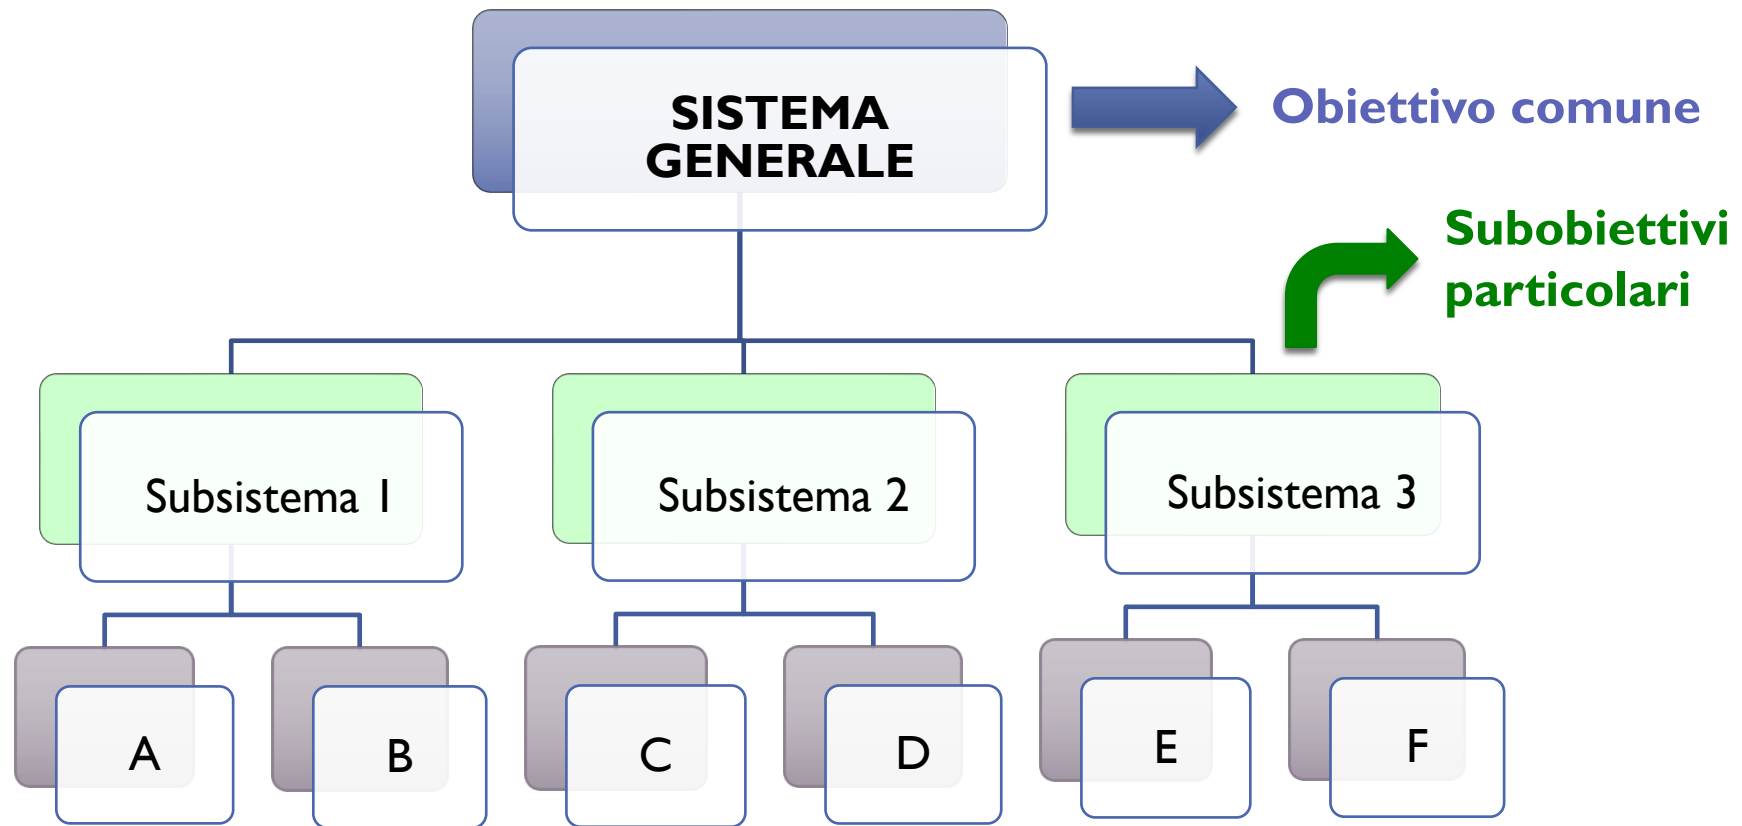 SISTEMA
GENERALE
Obiettivo comune
Subobiettivi
particolari
Subsistema 1
Subsistema 2
Subsistema 3
A
B
C
D
E
F